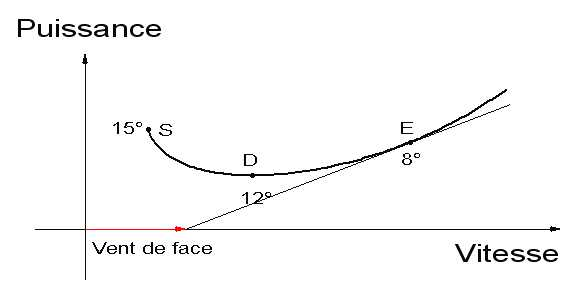 Puissance
15° S
D
E
12°
8°
Vent de face
Vitesse